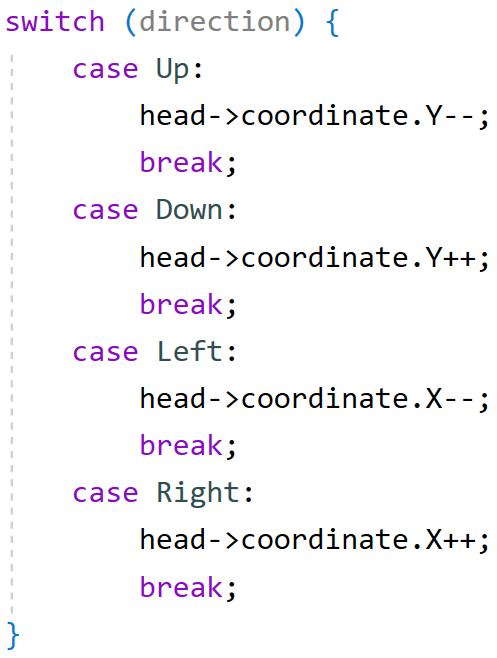 switch (direction) {
    case Up:
        head->coordinate.Y--;
        break;
    case Down:
        head->coordinate.Y++;
        break;
    case Left:
        head->coordinate.X--;
        break;
    case Right:
        head->coordinate.X++;
        break;
}